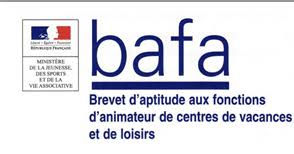 Liberté • Égalité • Fraternité
RÉPUBLIQUE FRANÇAISE
MINISTÈRE
DE LA JEUNESSE,
DES SPORTS
ET DE LA
VIE ASSOCIATIVE
bafa
Brevet d'aptitude aux fonctions
d'animateur de centres de vacances
et de loisirs